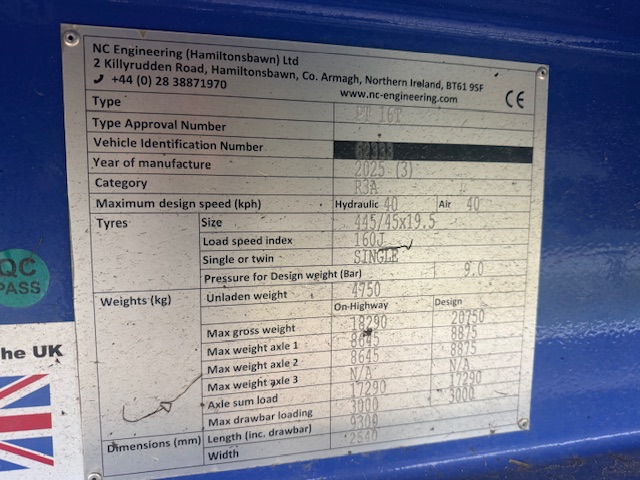 NC Engineering (Hamiltonsbawn) Ltd
2 Killyrudden Road, Hamiltonsbawn, Co. Armagh, Northern Ireland, BT61 9SF
+44 (0) 28 38871970 www.nc-engineering.com CE
Type PT 16T
Type Approval Number
Vehicle Identification Number
Year of manufacture 2025 (3)
Category R3A
Maximum design speed (kph) Hydraulic 40 Air 40
Tyres Size 445/45x19.5
Load speed index 160J
Single or twin SINGLE
Pressure for Design weight (Bar) 9.0
Weights (kg) Unladen weight 4750
On-Highway Design
Max gross weight 18290 20750
Max weight axle 1 8645 8875
Max weight axle 2 8645 8875
Max weight axle 3 N/A N/A
Axle sum load 17290 17290
Max drawbar loading 3000 3000
Dimensions (mm) Length (inc. drawbar) 9300
Width 2540
QC
PASS
he UK